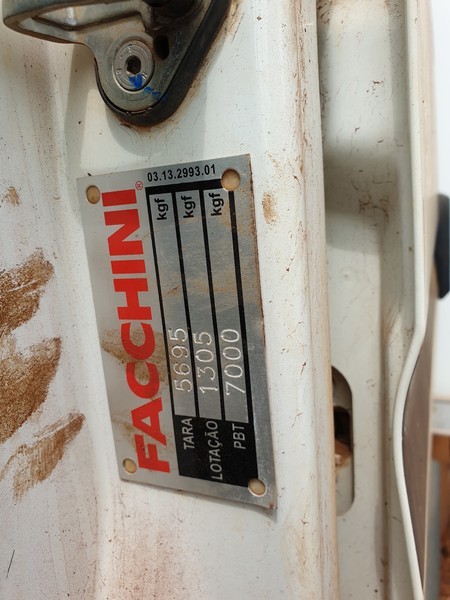 03.13.2993.01
FACCHINI®
TARA 5695 kgf
LOTAÇÃO 1305 kgf
PBT 7000 kgf